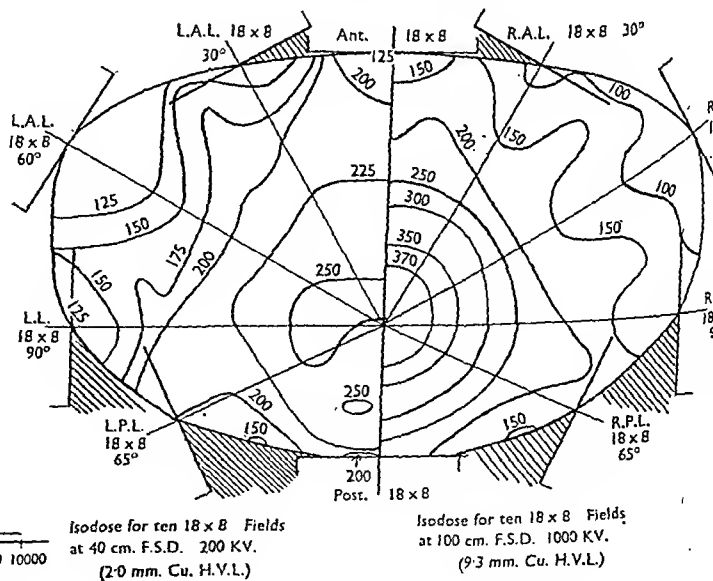 L.A.L. 18 x 8
30°
Ant. 18 x 8
R.A.L. 18 x 8 30°
125
200
150
100
L.A.L.
18 x 8
60°
R
200
150
100
125
150
175
200
225
250
300
350
370
150
150
125
250
L.L.
18 x 8
90°
R
18
250
200
150
150
L.P.L.
18 x 8
65°
R.P.L.
18 x 8
65°
200
Post. 18 x 8
10000
Isodose for ten 18 x 8 Fields
at 40 cm. F.S.D. 200 KV.
(2·0 mm. Cu. H.V.L.)
Isodose for ten 18 x 8 Fields
at 100 cm. F.S.D. 1000 KV.
(9·3 mm. Cu. H.V.L.)